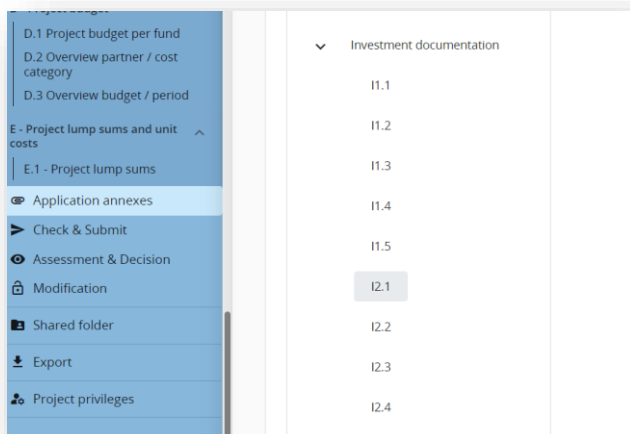 D.1 Project budget per fund
D.2 Overview partner / cost
category
D.3 Overview budget / period
E - Project lump sums and unit
costs
E.1 - Project lump sums
Application annexes
Check & Submit
Assessment & Decision
Modification
Shared folder
Export
Project privileges
Investment documentation
I1.1
I1.2
I1.3
I1.4
I1.5
I2.1
I2.2
I2.3
I2.4